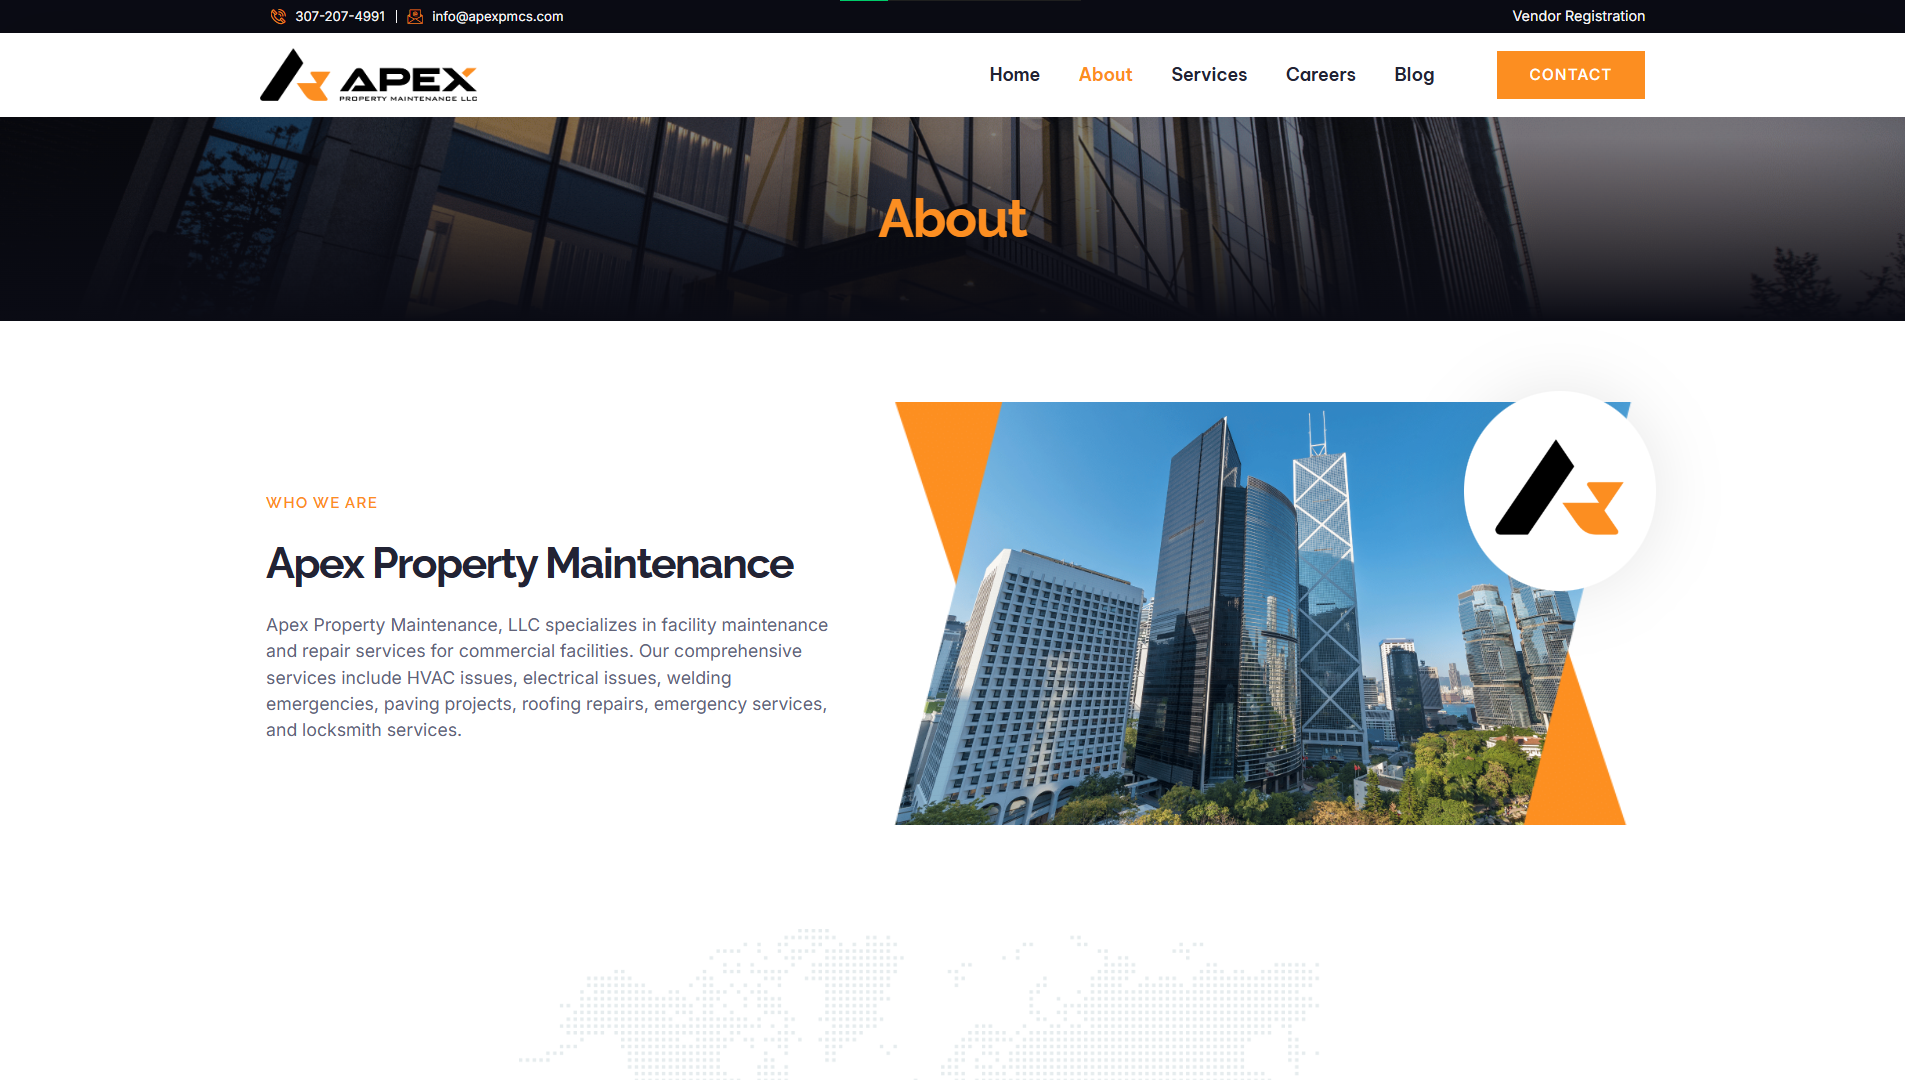 307-207-4991 | info@apexpmcs.com
Vendor Registration
APEX
PROPERTY MAINTENANCE LLC
Home About Services Careers Blog
CONTACT
About
WHO WE ARE
Apex Property Maintenance
Apex Property Maintenance, LLC specializes in facility maintenance
and repair services for commercial facilities. Our comprehensive
services include HVAC issues, electrical issues, welding
emergencies, paving projects, roofing repairs, emergency services,
and locksmith services.